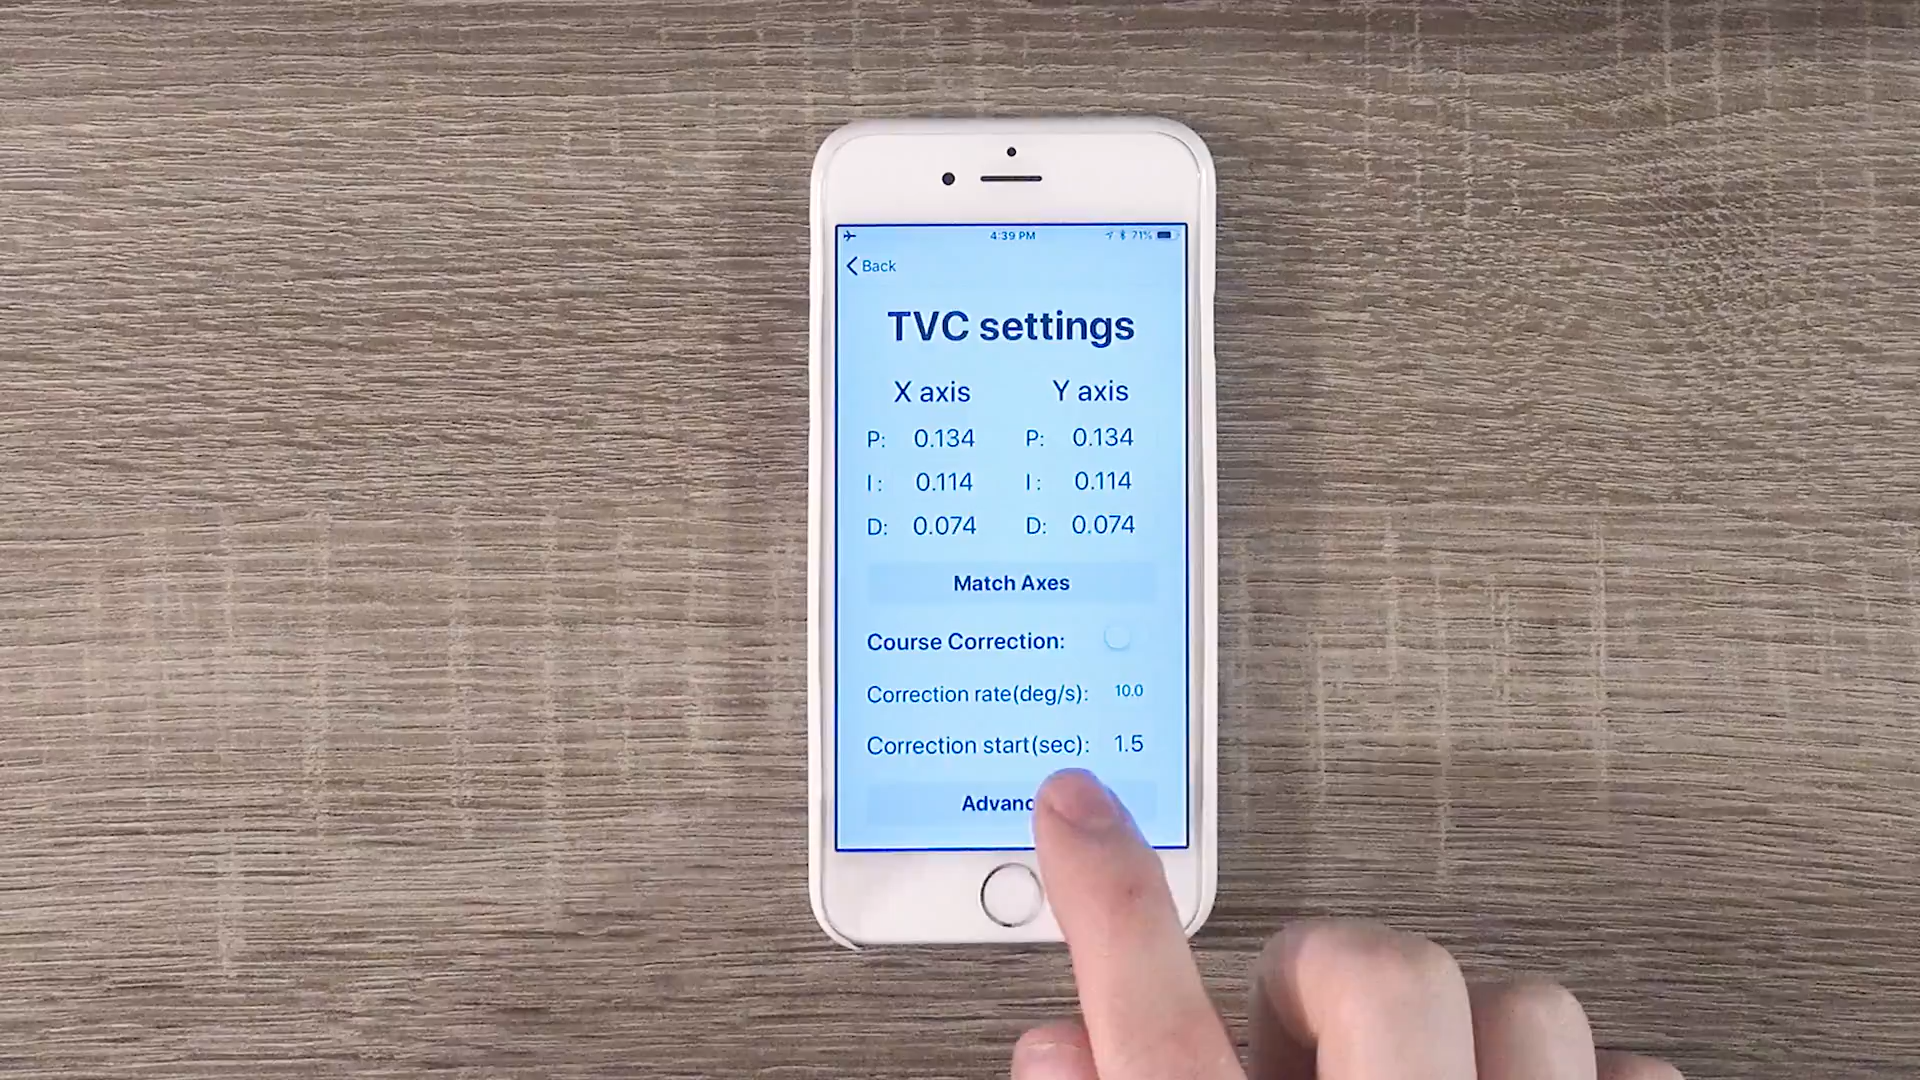 4:39 PM
71%
Back
TVC settings
X axis Y axis
P: 0.134 P: 0.134
I: 0.114 I: 0.114
D: 0.074 D: 0.074
Match Axes
Course Correction:
Correction rate(deg/s): 10.0
Correction start(sec): 1.5